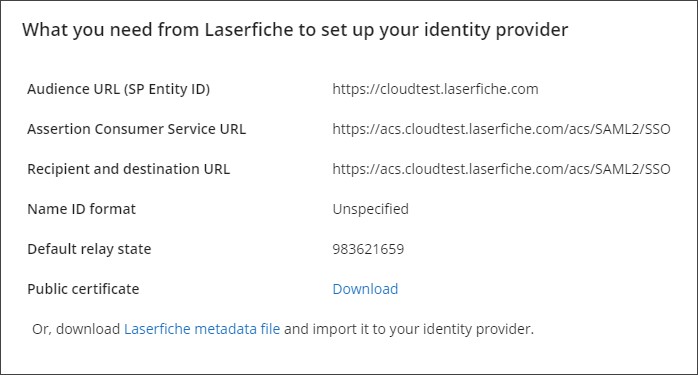 What you need from Laserfiche to set up your identity provider
Audience URL (SP Entity ID) https://cloudtest.laserfiche.com
Assertion Consumer Service URL https://acs.cloudtest.laserfiche.com/acs/SAML2/SSO
Recipient and destination URL https://acs.cloudtest.laserfiche.com/acs/SAML2/SSO
Name ID format Unspecified
Default relay state 983621659
Public certificate Download
Or, download Laserfiche metadata file and import it to your identity provider.